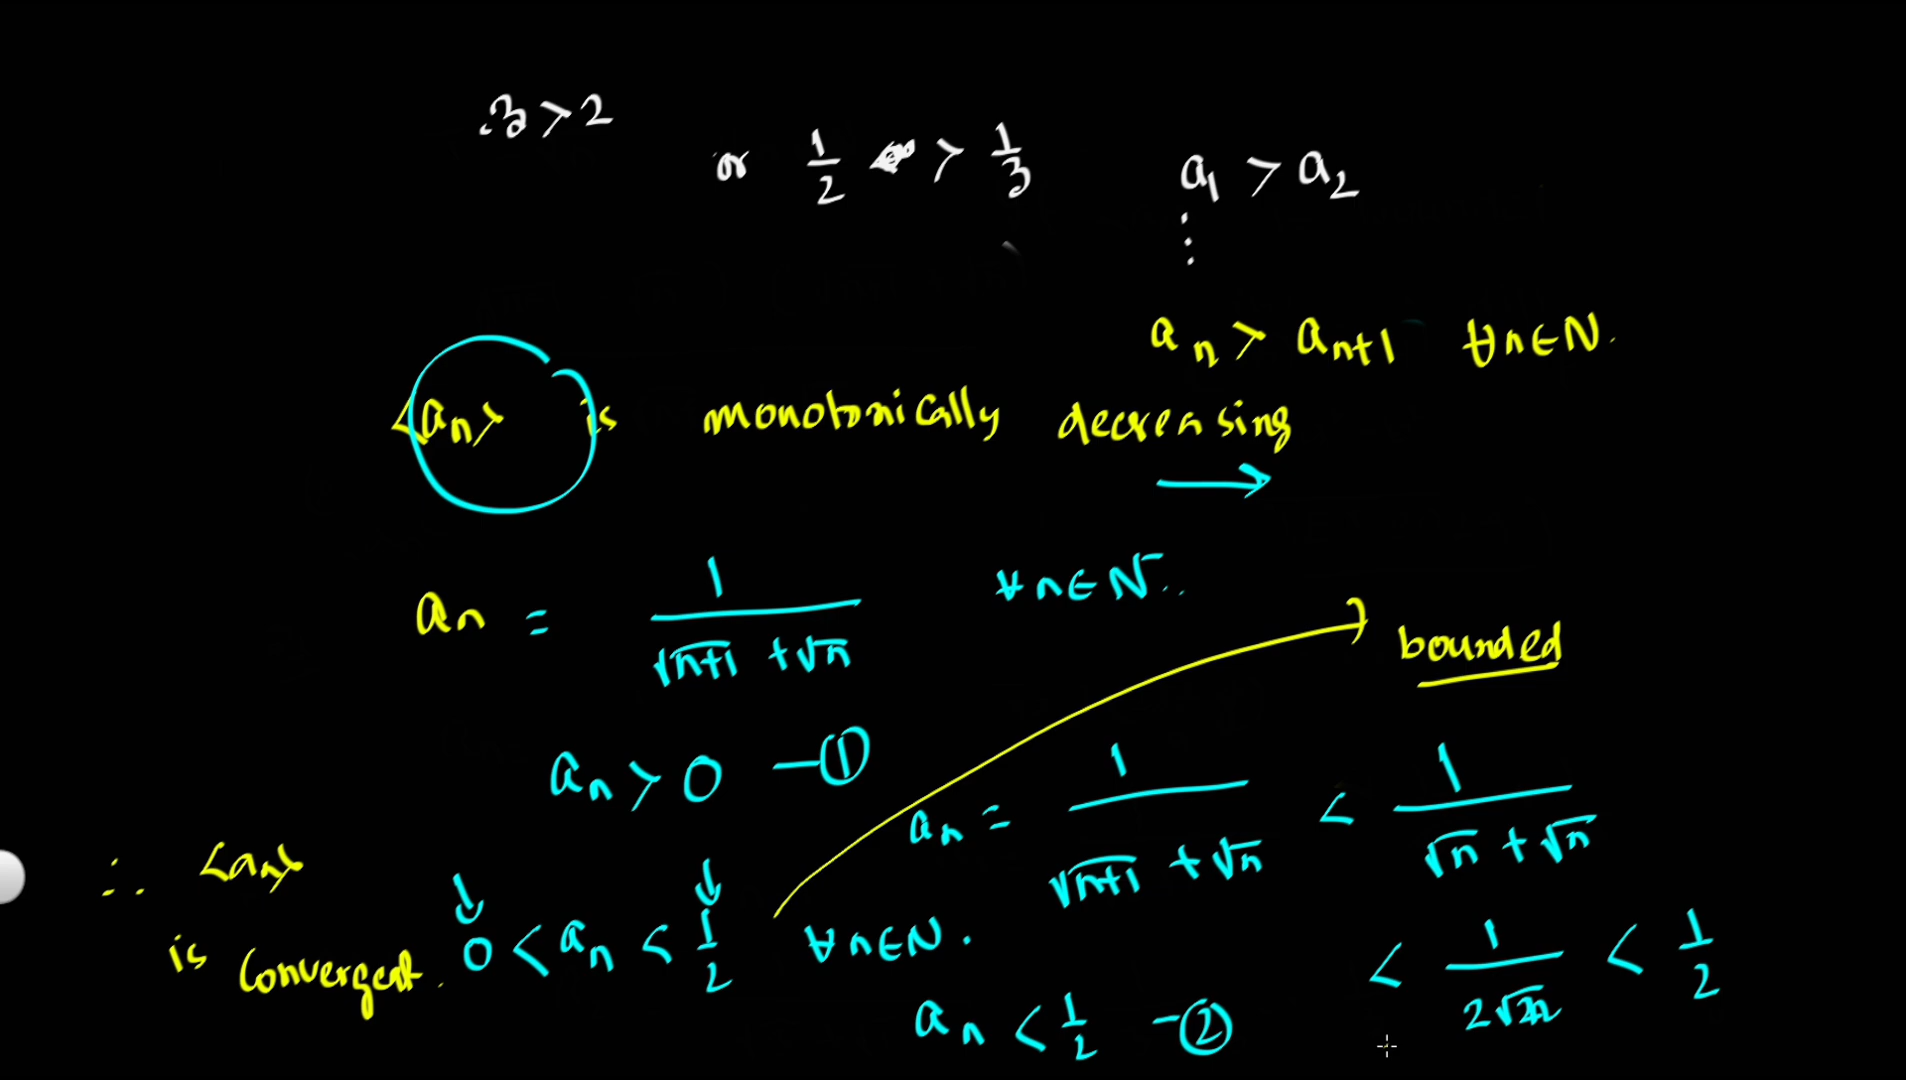 3 > 2
or 1/2 > 1/3
a₁ > a₂
⋮
aₙ > aₙ₊₁ ∀ n ∈ N.
<aₙ> is monotonically decreasing
→
aₙ = 1/(√(n+1) + √n) ∀ n ∈ N.
bounded
aₙ > 0 —①
aₙ = 1/(√(n+1) + √n) < 1/(√n + √n)
< 1/(2√n) < 1/2
aₙ < 1/2 —②
0 < aₙ < 1/2 ∀ n ∈ N.
∴ <aₙ>
is Convergent.